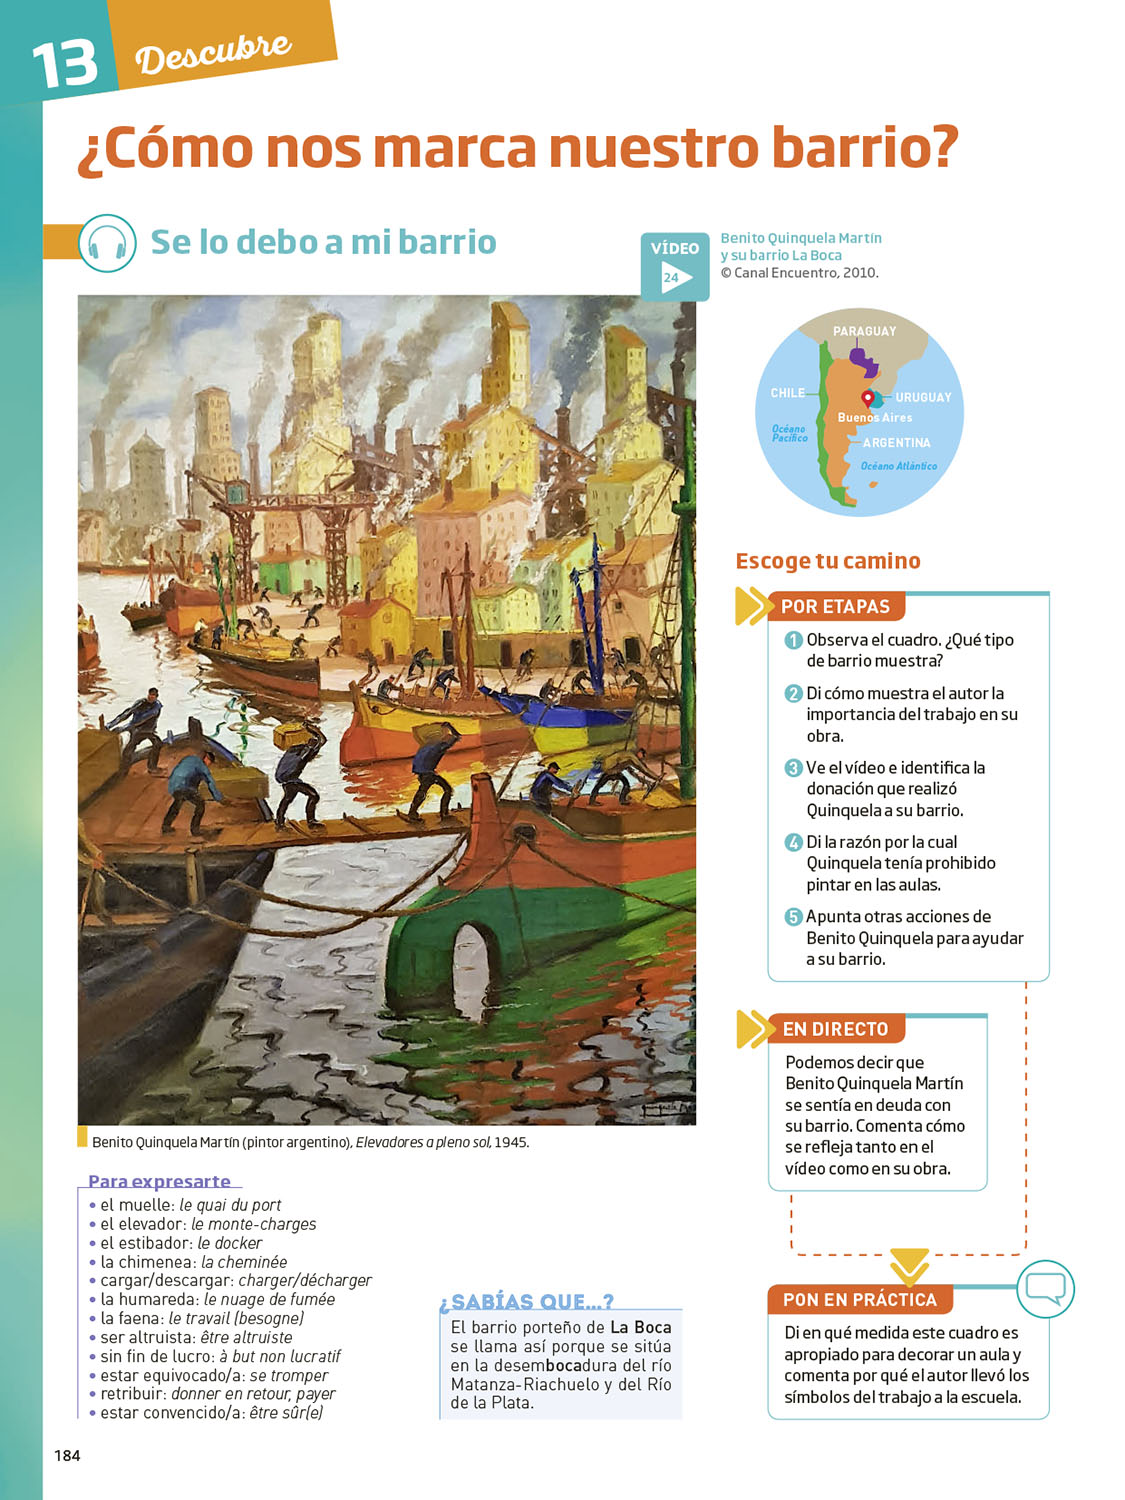 13 Descubre
¿Cómo nos marca nuestro barrio?
Se lo debo a mi barrio
VÍDEO
24
Benito Quinquela Martín
y su barrio La Boca
© Canal Encuentro, 2010.
PARAGUAY
CHILE
URUGUAY
Buenos Aires
Océano
Pacífico
ARGENTINA
Océano Atlántico
Benito Quinquela Martín (pintor argentino), Elevadores a pleno sol, 1945.
Para expresarte
• el muelle: le quai du port
• el elevador: le monte-charges
• el estibador: le docker
• la chimenea: la cheminée
• cargar/descargar: charger/décharger
• la humareda: le nuage de fumée
• la faena: le travail (besogne)
• ser altruista: être altruiste
• sin fin de lucro: à but non lucratif
• estar equivocado/a: se tromper
• retribuir: donner en retour, payer
• estar convencido/a: être sûr(e)
¿SABÍAS QUE...?
El barrio porteño de La Boca
se llama así porque se sitúa
en la desembocadura del río
Matanza-Riachuelo y del Río
de la Plata.
Escoge tu camino
POR ETAPAS
1 Observa el cuadro. ¿Qué tipo
de barrio muestra?
2 Di cómo muestra el autor la
importancia del trabajo en su
obra.
3 Ve el vídeo e identifica la
donación que realizó
Quinquela a su barrio.
4 Di la razón por la cual
Quinquela tenía prohibido
pintar en las aulas.
5 Apunta otras acciones de
Benito Quinquela para ayudar
a su barrio.
EN DIRECTO
Podemos decir que
Benito Quinquela Martín
se sentía en deuda con
su barrio. Comenta cómo
se refleja tanto en el
vídeo como en su obra.
PON EN PRÁCTICA
Di en qué medida este cuadro es
apropiado para decorar un aula y
comenta por qué el autor llevó los
símbolos del trabajo a la escuela.
184